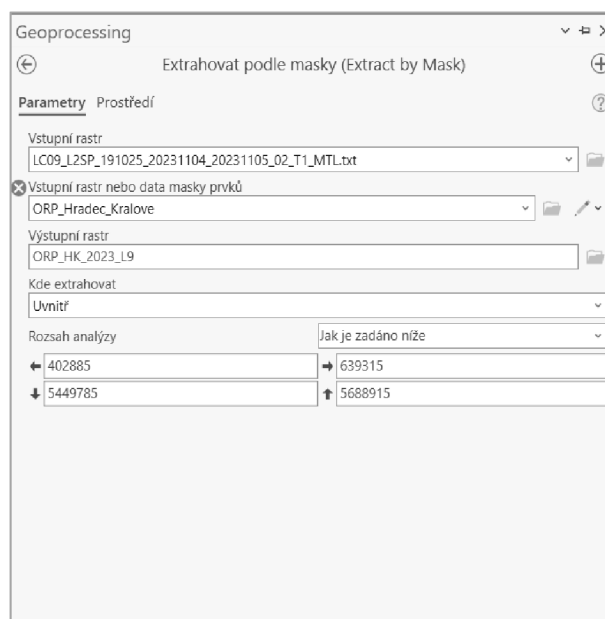 Geoprocessing
Extrahovat podle masky (Extract by Mask)
Parametry Prostředí
Vstupní rastr
LC09_L2SP_191025_20231104_20231105_02_T1_MTL.txt
Vstupní rastr nebo data masky prvků
ORP_Hradec_Kralove
Výstupní rastr
ORP_HK_2023_L9
Kde extrahovat
Uvnitř
Rozsah analýzy Jak je zadáno níže
402885 639315
5449785 5688915